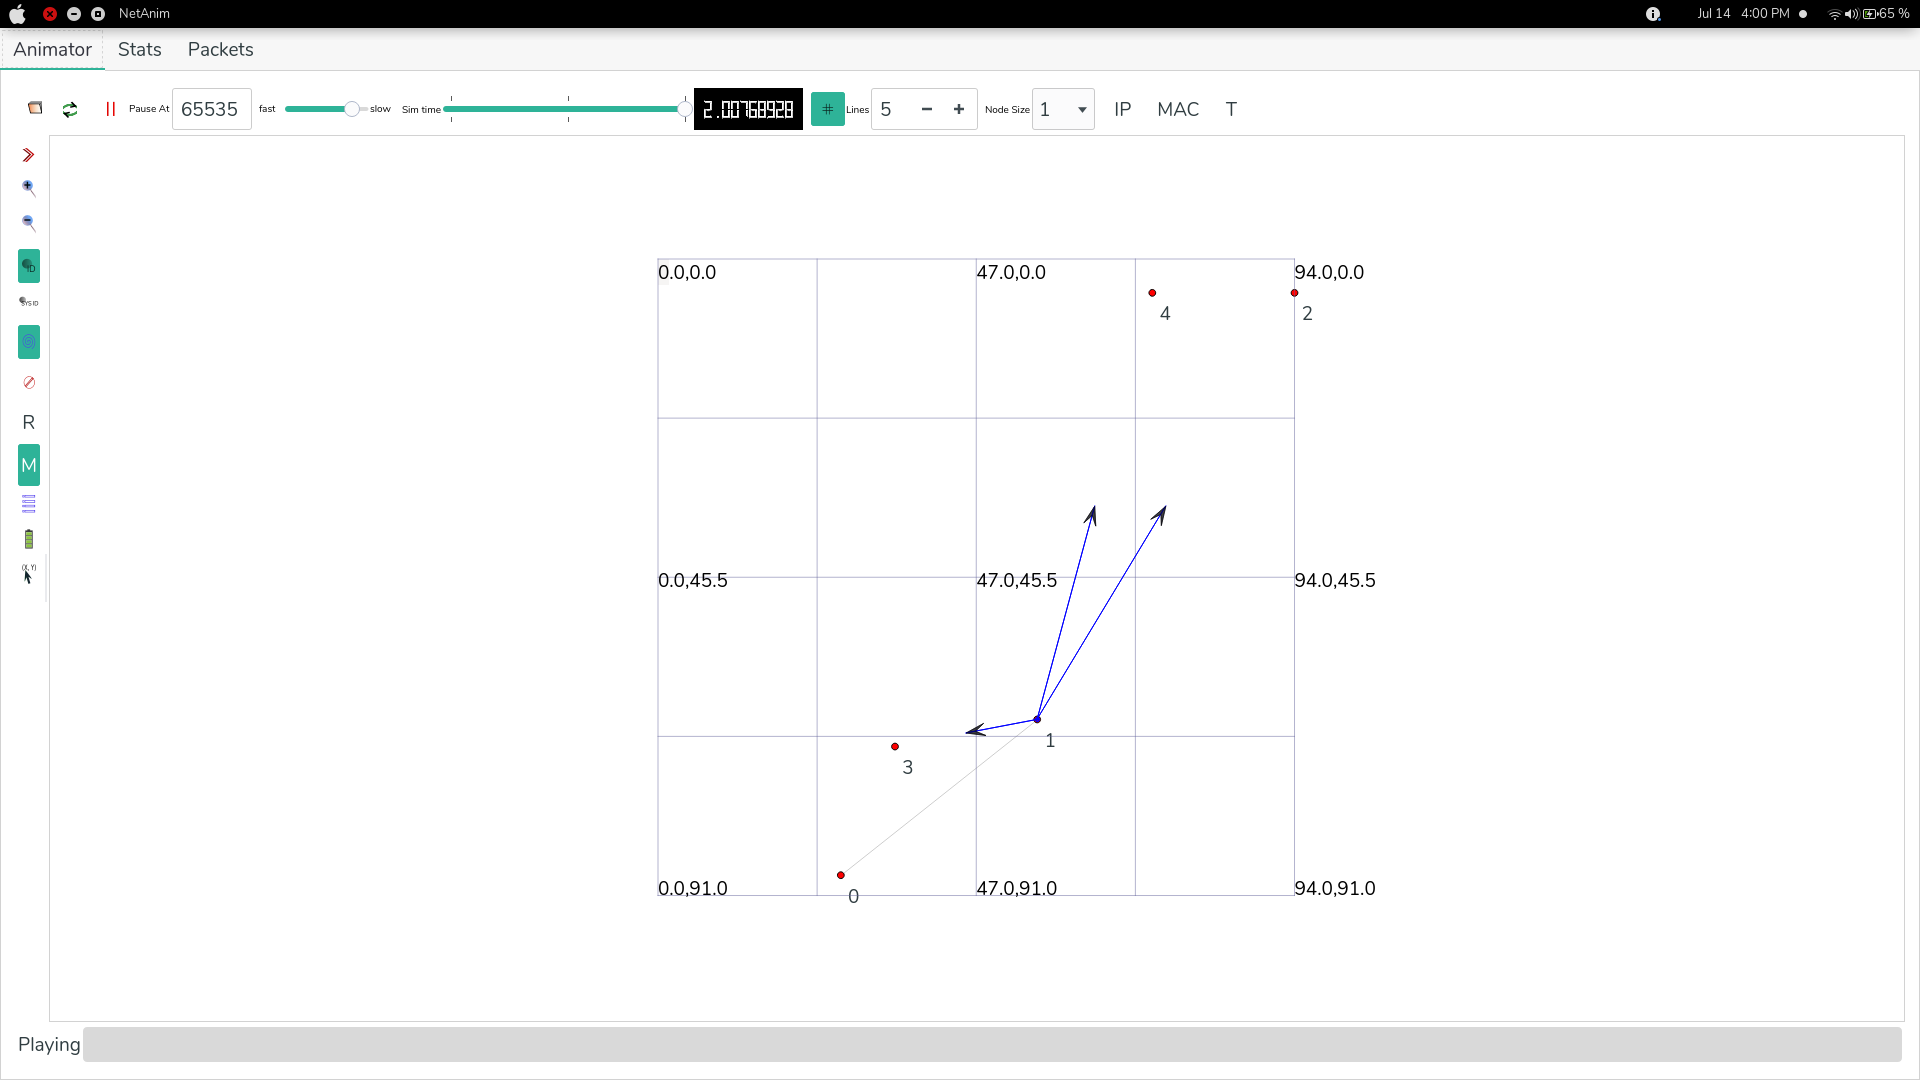 NetAnim Jul 14 4:00 PM 65 %
Animator Stats Packets
Pause At 65535 fast slow Sim time 2.00768928 # Lines 5 Node Size 1 IP MAC T
0.0,0.0 47.0,0.0 94.0,0.0
ID
SYS ID
4 2
R
M
(X, Y)
0.0,45.5 47.0,45.5 94.0,45.5
1
3
0.0,91.0 47.0,91.0 94.0,91.0
0
Playing